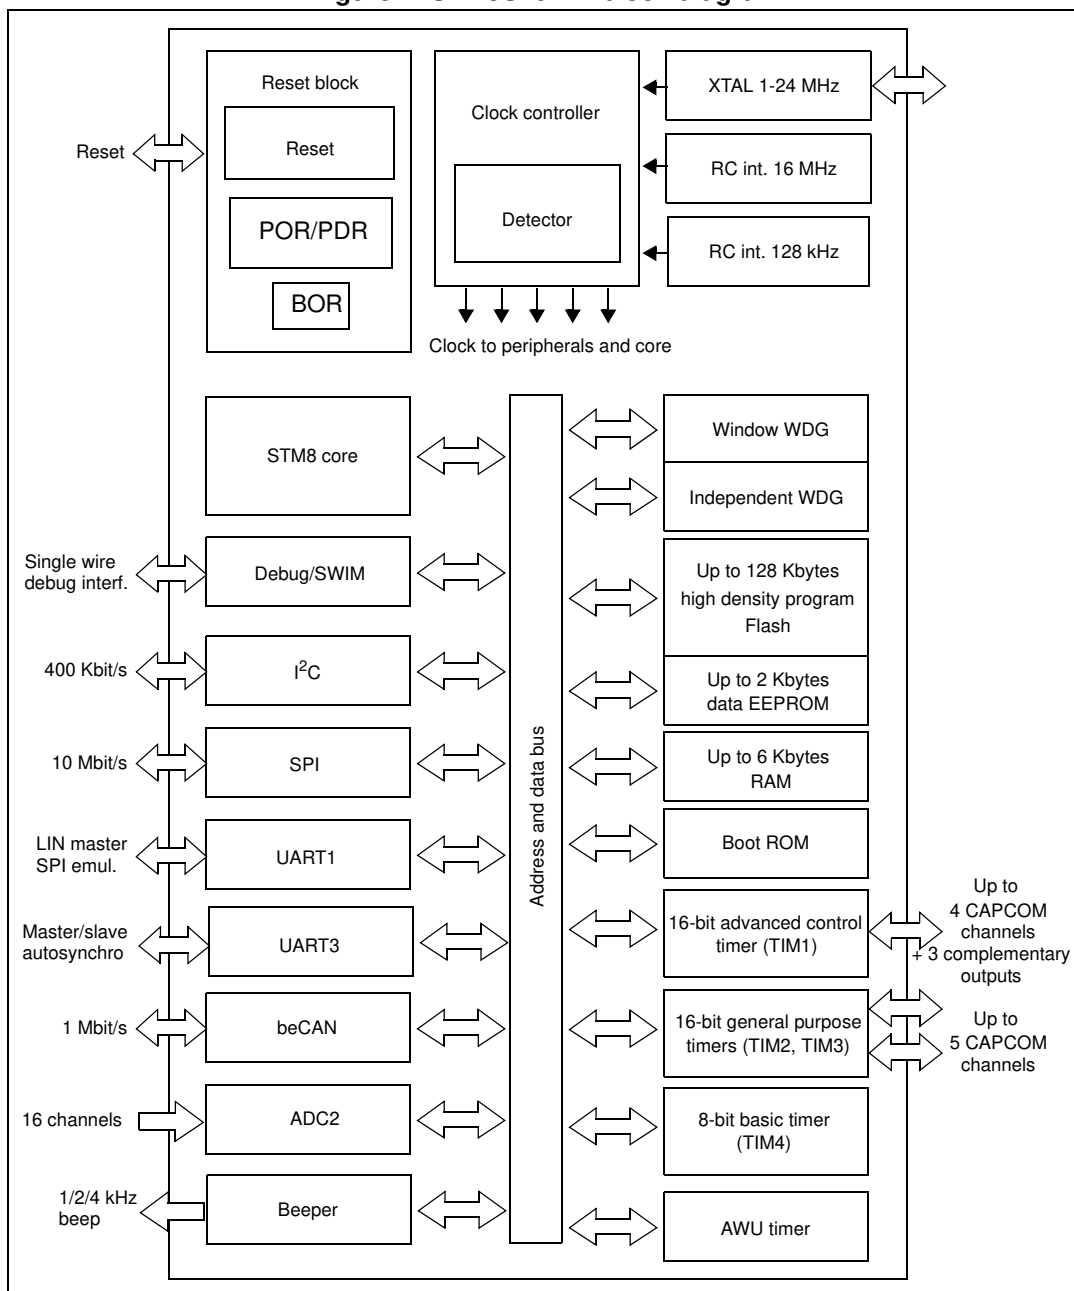 Reset block
Reset
POR/PDR
BOR
Reset
Clock controller
Detector
XTAL 1-24 MHz
RC int. 16 MHz
RC int. 128 kHz
Clock to peripherals and core
STM8 core
Single wire
debug interf.
Debug/SWIM
400 Kbit/s
I²C
10 Mbit/s
SPI
LIN master
SPI emul.
UART1
Master/slave
autosynchro
UART3
1 Mbit/s
beCAN
16 channels
ADC2
1/2/4 kHz
beep
Beeper
Address and data bus
Window WDG
Independent WDG
Up to 128 Kbytes
high density program
Flash
Up to 2 Kbytes
data EEPROM
Up to 6 Kbytes
RAM
Boot ROM
16-bit advanced control
timer (TIM1)
Up to
4 CAPCOM
channels
+ 3 complementary
outputs
16-bit general purpose
timers (TIM2, TIM3)
Up to
5 CAPCOM
channels
8-bit basic timer
(TIM4)
AWU timer